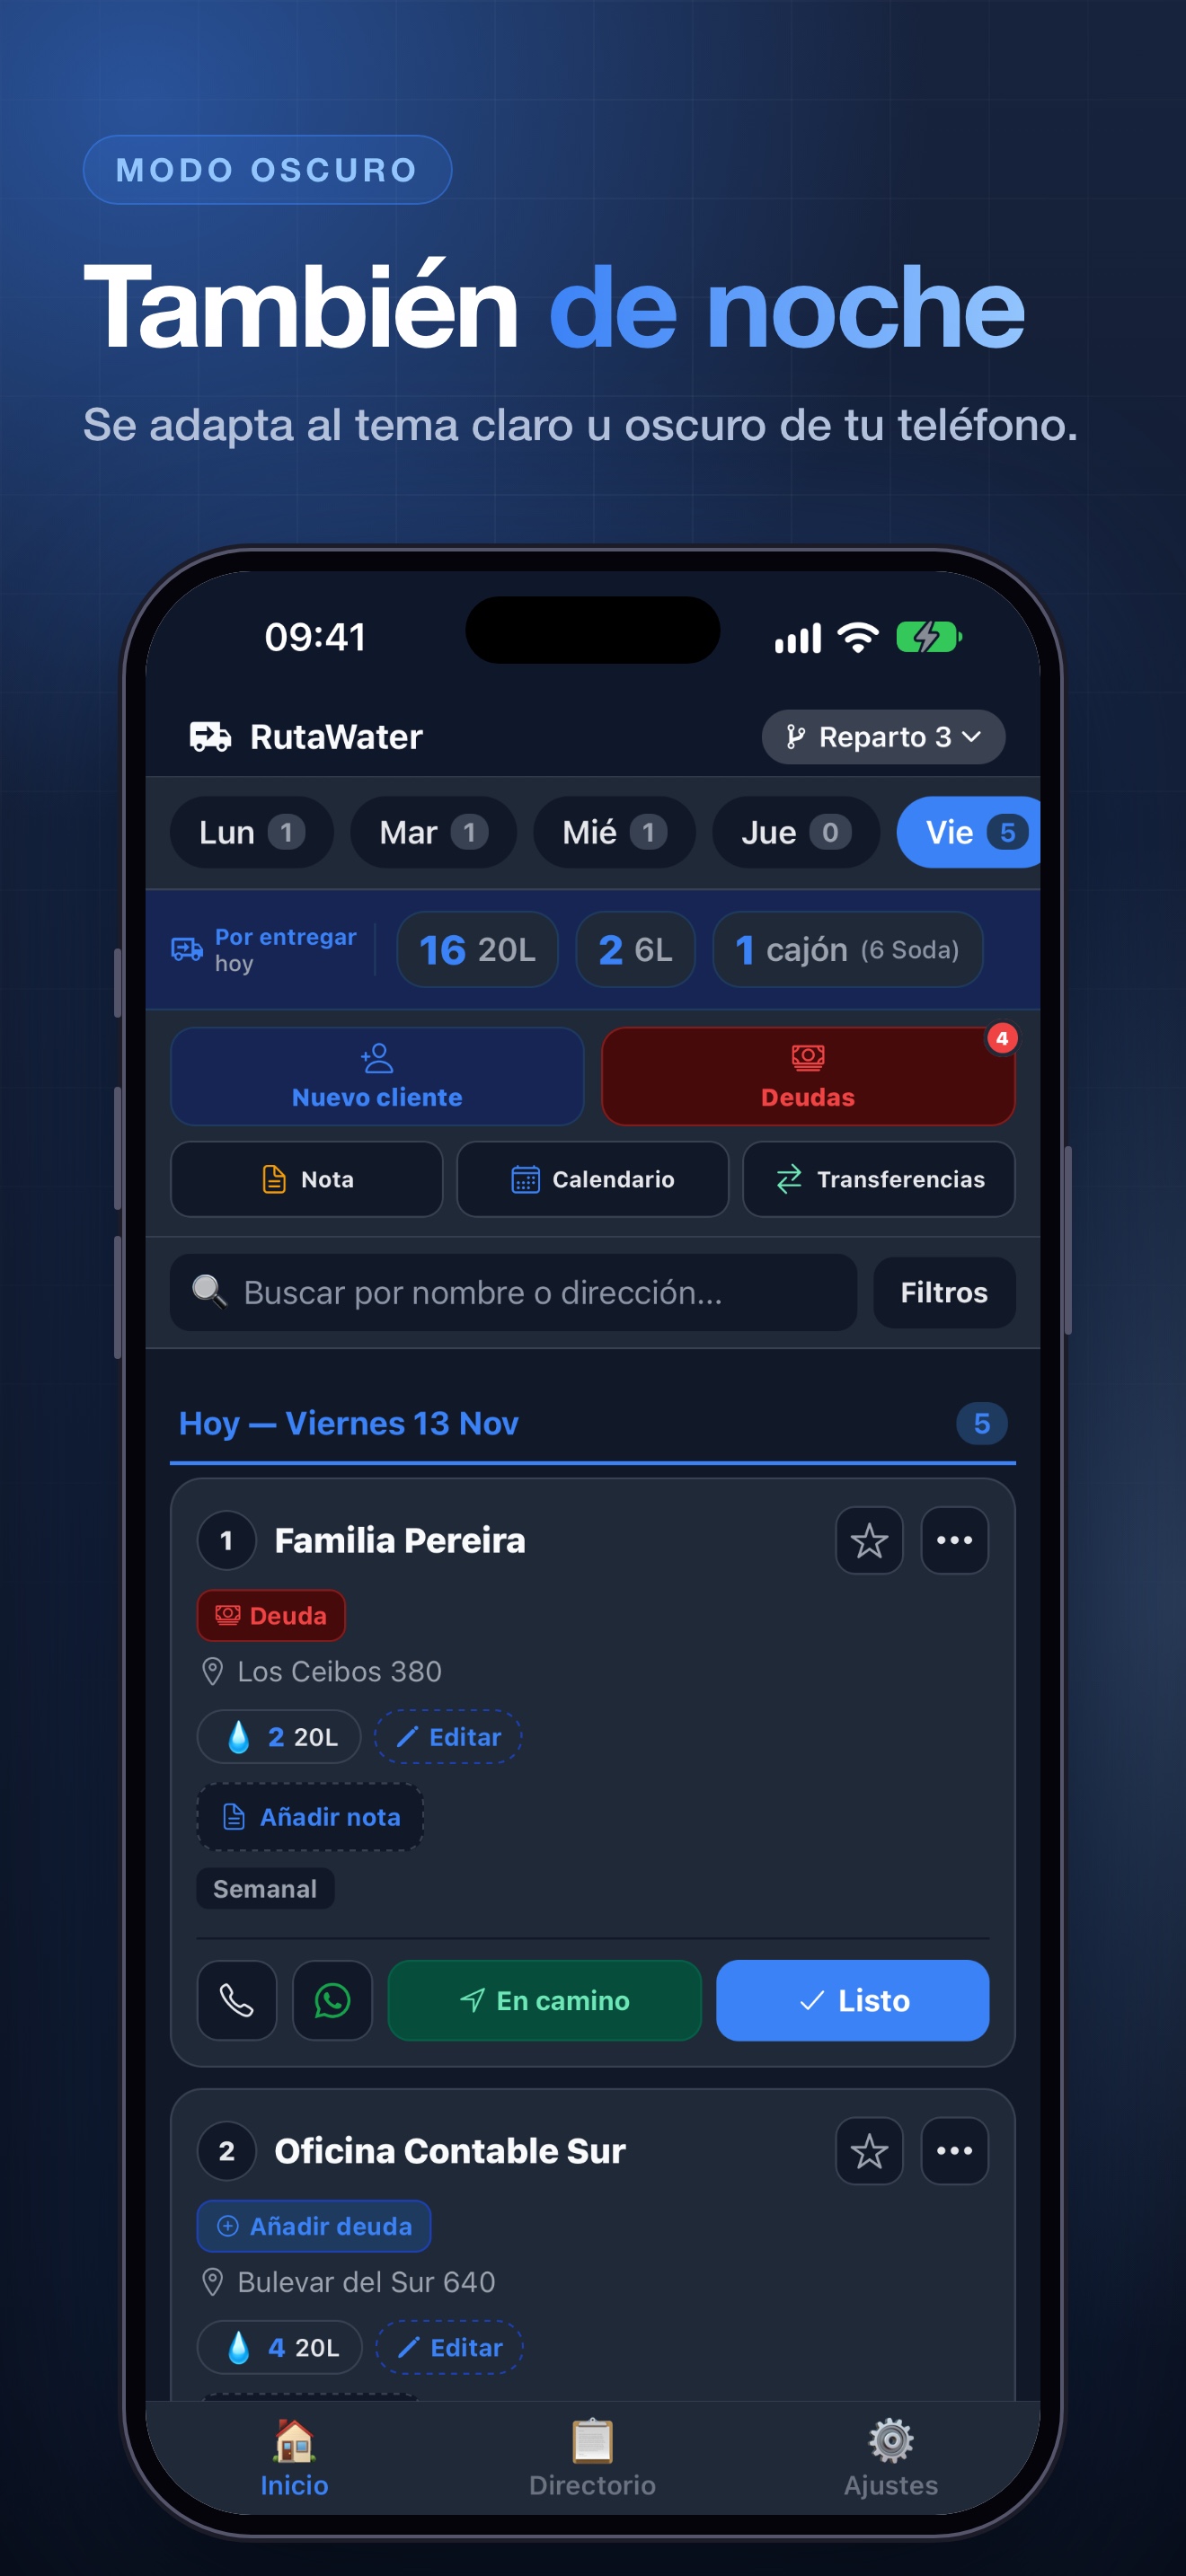 MODO OSCURO
También de noche
Se adapta al tema claro u oscuro de tu teléfono.
09:41
RutaWater
Reparto 3
Lun 1 Mar 1 Mié 1 Jue 0 Vie 5
Por entregar
hoy
16 20L 2 6L 1 cajón (6 Soda)
4
Nuevo cliente Deudas
Nota Calendario Transferencias
Buscar por nombre o dirección... Filtros
Hoy — Viernes 13 Nov 5
1 Familia Pereira
Deuda
Los Ceibos 380
2 20L Editar
Añadir nota
Semanal
En camino Listo
2 Oficina Contable Sur
Añadir deuda
Bulevar del Sur 640
4 20L Editar
Inicio Directorio Ajustes